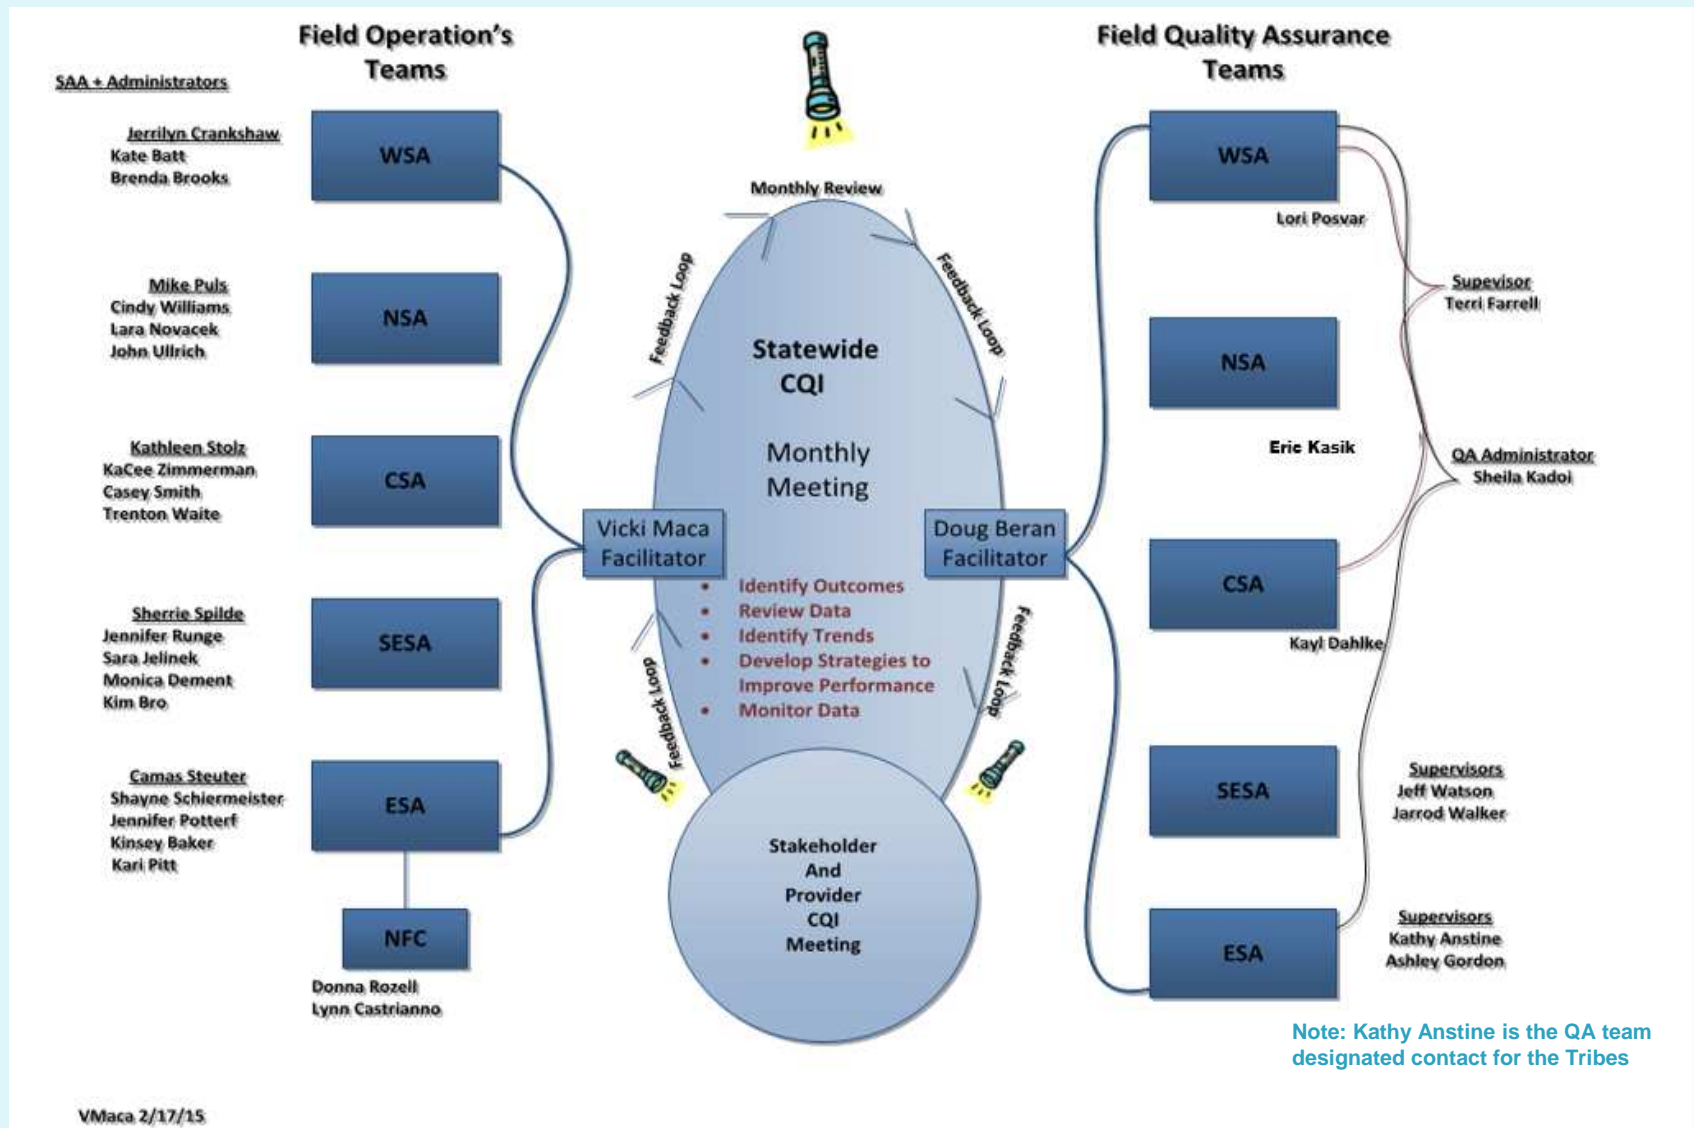 Field Operation's
Teams
SAA + Administrators
Jerrilyn Crankshaw
Kate Batt
Brenda Brooks
WSA
Mike Puls
Cindy Williams
Lara Novacek
John Ullrich
NSA
Kathleen Stolz
KaCee Zimmerman
Casey Smith
Trenton Waite
CSA
Sherrie Spilde
Jennifer Runge
Sara Jelinek
Monica Dement
Kim Bro
SESA
Camas Steuter
Shayne Schiermeister
Jennifer Potterf
Kinsey Baker
Kari Pitt
ESA
NFC
Donna Rozell
Lynn Castrianno
Monthly Review
Feedback Loop
Feedback Loop
Statewide
CQI
Monthly
Meeting
Vicki Maca
Facilitator
Doug Beran
Facilitator
• Identify Outcomes
• Review Data
• Identify Trends
• Develop Strategies to
Improve Performance
• Monitor Data
Feedback Loop
Feedback Loop
Stakeholder
And
Provider
CQI
Meeting
Field Quality Assurance
Teams
WSA
Lori Posvar
Supevisor
Terri Farrell
NSA
Eric Kasik
QA Administrator
Sheila Kadoi
CSA
Kayl Dahlke
SESA
Supervisors
Jeff Watson
Jarrod Walker
ESA
Supervisors
Kathy Anstine
Ashley Gordon
Note: Kathy Anstine is the QA team
designated contact for the Tribes
VMaca 2/17/15